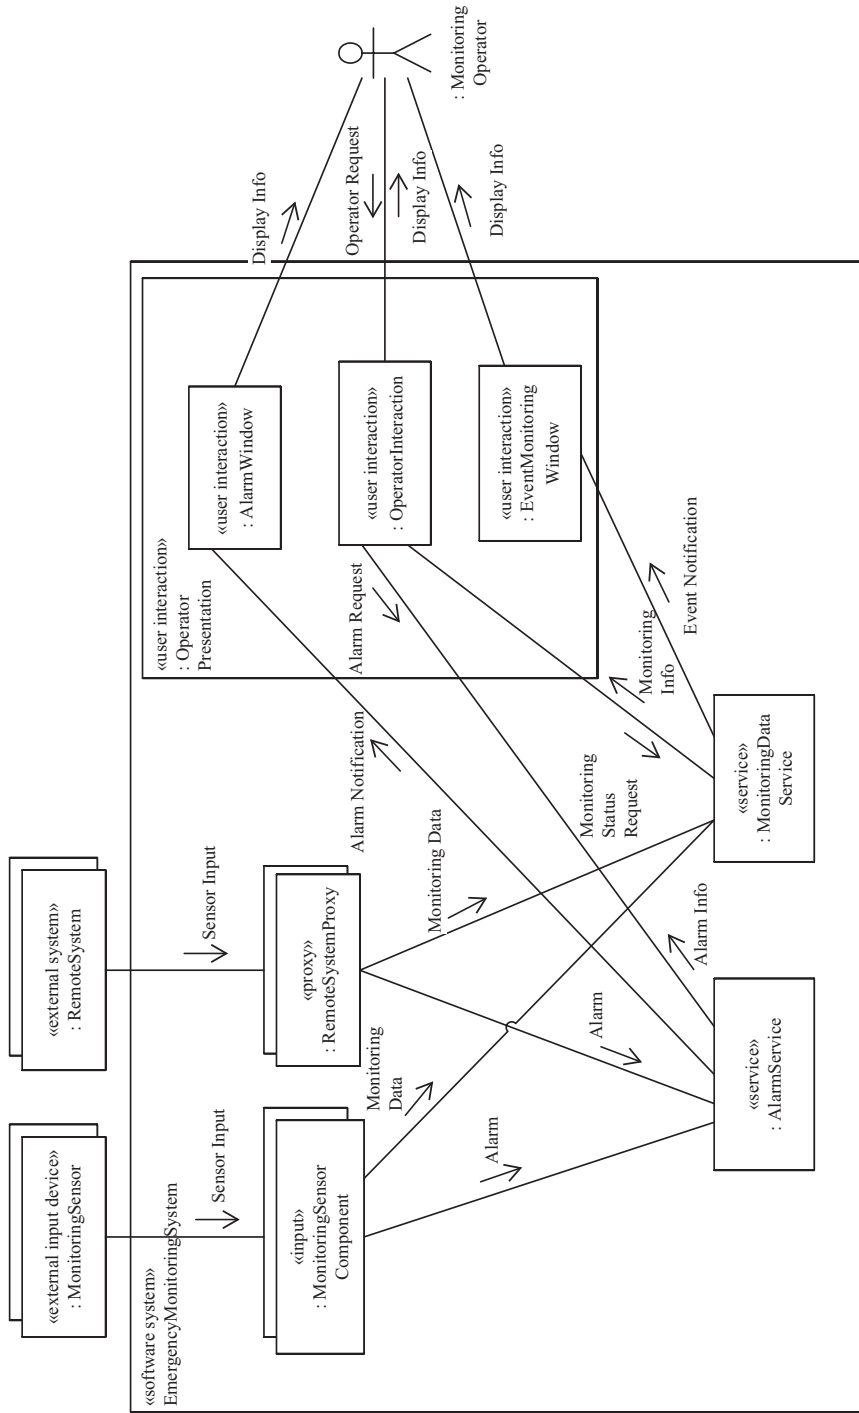 «external input device»
: MonitoringSensor
«external system»
: RemoteSystem
«software system»
EmergencyMonitoringSystem
Sensor Input
Sensor Input
«input»
: MonitoringSensor
Component
«proxy»
: RemoteSystemProxy
«user interaction»
: Operator
Presentation
«user interaction»
: AlarmWindow
«user interaction»
: OperatorInteraction
«user interaction»
: EventMonitoring
Window
Display Info
Operator Request
Display Info
Display Info
: Monitoring
Operator
Monitoring
Data
Monitoring Data
Alarm Notification
Alarm Request
Alarm
Alarm
Alarm Info
Monitoring
Status
Request
Monitoring
Info
Event Notification
«service»
: AlarmService
«service»
: MonitoringData
Service